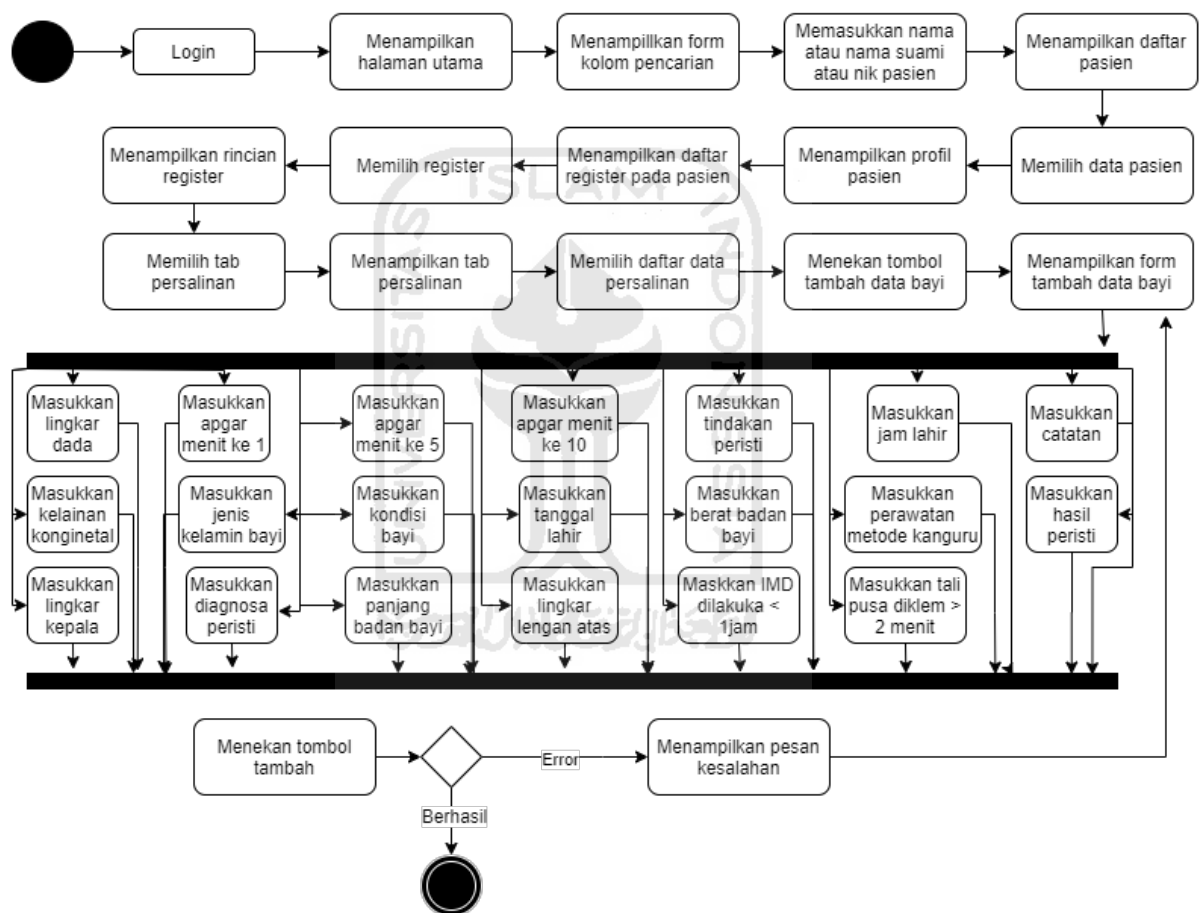 Login
Menampilkan
halaman utama
Menampillkan form
kolom pencarian
Memasukkan nama
atau nama suami
atau nik pasien
Menampilkan daftar
pasien
Menampilkan rincian
register
Memilih register
Menampilkan daftar
register pada pasien
Menampilkan profil
pasien
Memilih data pasien
Memilih tab
persalinan
Menampilkan tab
persalinan
Memilih daftar data
persalinan
Menekan tombol
tambah data bayi
Menampilkan form
tambah data bayi
Masukkan
lingkar
dada
Masukkan
apgar
menit ke 1
Masukkan
apgar
menit ke 5
Masukkan
apgar menit
ke 10
Masukkan
tindakan
peristi
Masukkan
jam lahir
Masukkan
catatan
Masukkan
kelainan
konginetal
Masukkan
jenis
kelamin bayi
Masukkan
kondisi
bayi
Masukkan
tanggal
lahir
Masukkan
berat badan
bayi
Masukkan
perawatan
metode kanguru
Masukkan
hasil
peristi
Masukkan
lingkar
kepala
Masukkan
diagnosa
peristi
Masukkan
panjang
badan bayi
Masukkan
lingkar
lengan atas
Maskkan IMD
dilakuka <
1jam
Masukkan tali
pusa diklem >
2 menit
Menekan tombol
tambah
Error
Menampilkan pesan
kesalahan
Berhasil
UNIVERSITAS
ISLAM
INDONESIA